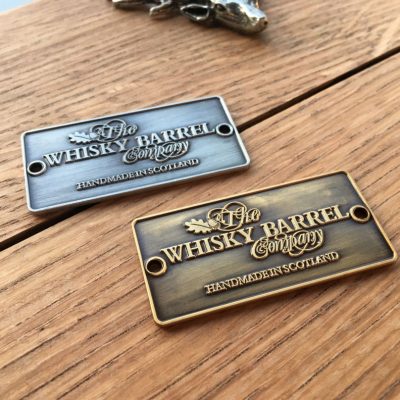 The
WHISKY BARREL
Company
HANDMADE IN SCOTLAND
The
WHISKY BARREL
Company
HANDMADE IN SCOTLAND